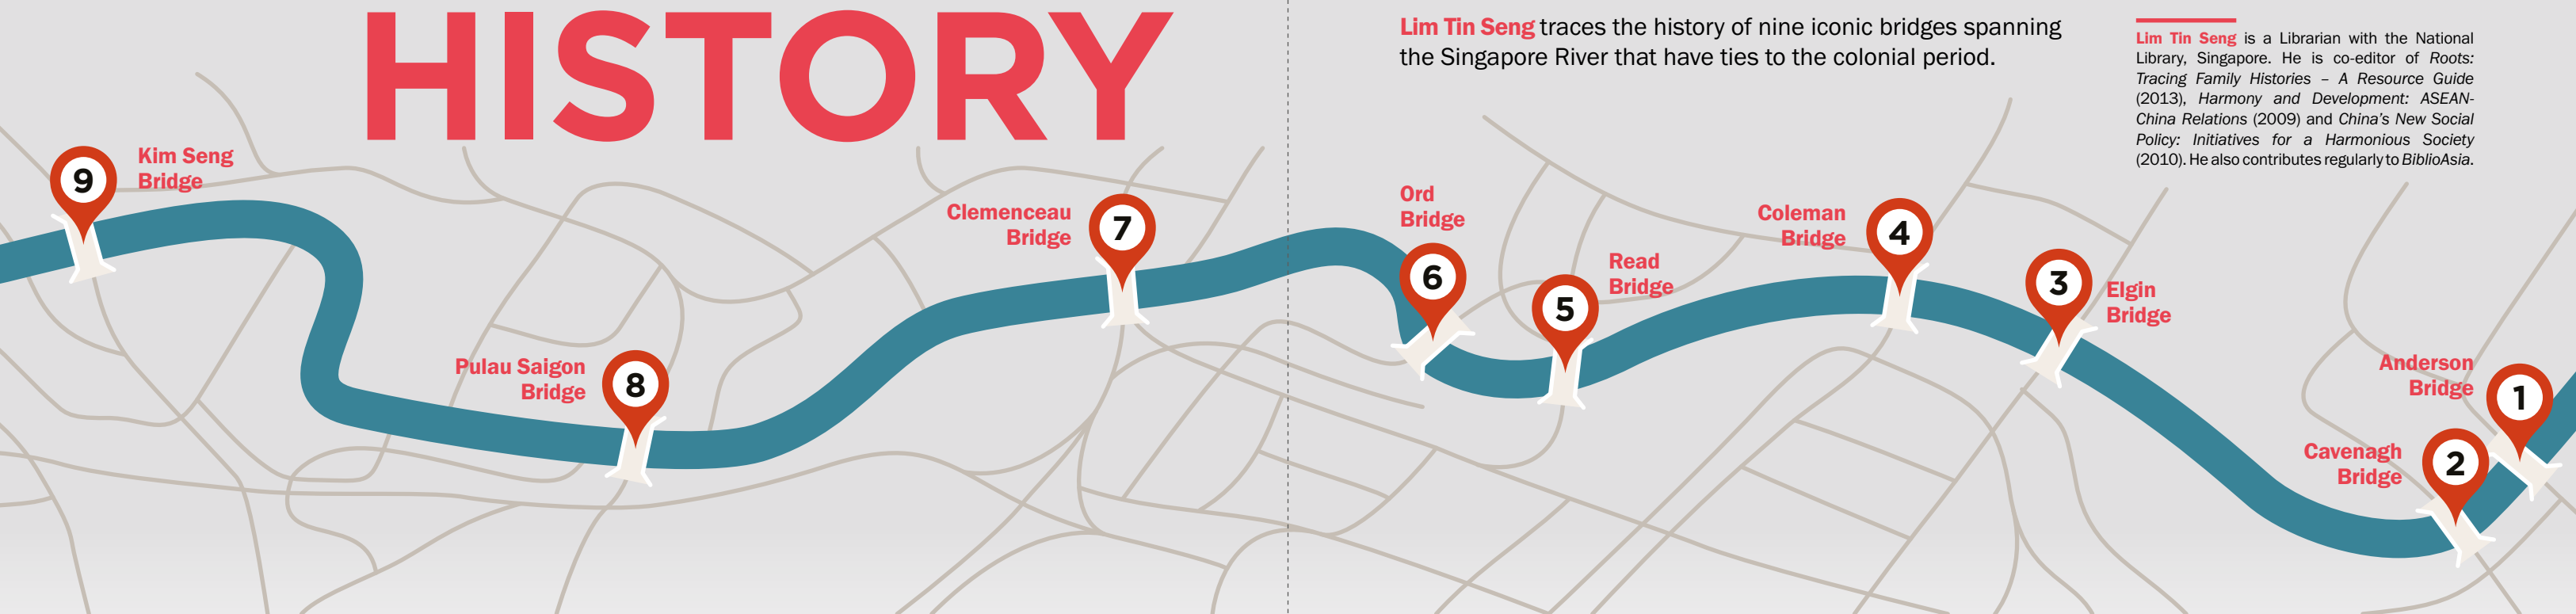 HISTORY
Lim Tin Seng traces the history of nine iconic bridges spanning
the Singapore River that have ties to the colonial period.
Lim Tin Seng is a Librarian with the National
Library, Singapore. He is co-editor of Roots:
Tracing Family Histories – A Resource Guide
(2013), Harmony and Development: ASEAN-
China Relations (2009) and China's New Social
Policy: Initiatives for a Harmonious Society
(2010). He also contributes regularly to BiblioAsia.
9
Kim Seng
Bridge
Pulau Saigon
Bridge
8
Clemenceau
Bridge
7
Ord
Bridge
6
Read
Bridge
5
Coleman
Bridge
4
3
Elgin
Bridge
Anderson
Bridge
1
Cavenagh
Bridge
2